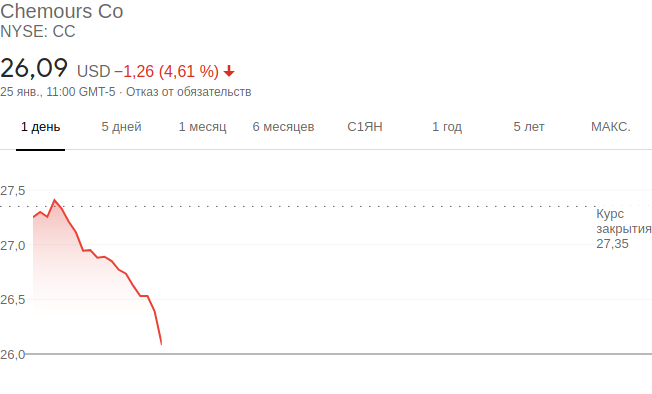 Chemours Co
NYSE: CC
26,09 USD −1,26 (4,61 %)
25 янв., 11:00 GMT-5 · Отказ от обязательств
1 день 5 дней 1 месяц 6 месяцев С1ЯН 1 год 5 лет МАКС.
27,5
Курс
закрытия
27,35
27,0
26,5
26,0